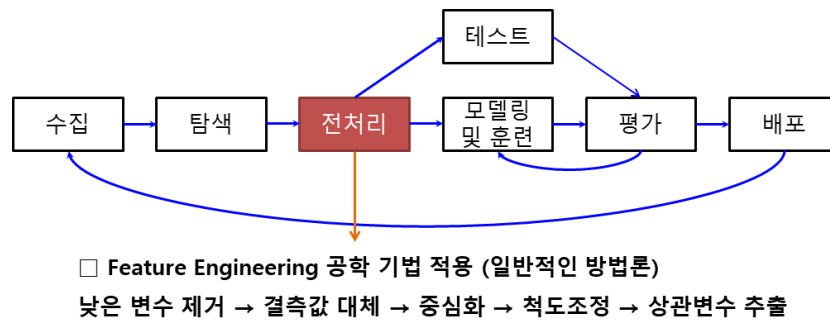 테스트
수집
탐색
전처리
모델링
및 훈련
평가
배포
□ Feature Engineering 공학 기법 적용 (일반적인 방법론)
낮은 변수 제거 → 결측값 대체 → 중심화 → 척도조정 → 상관변수 추출